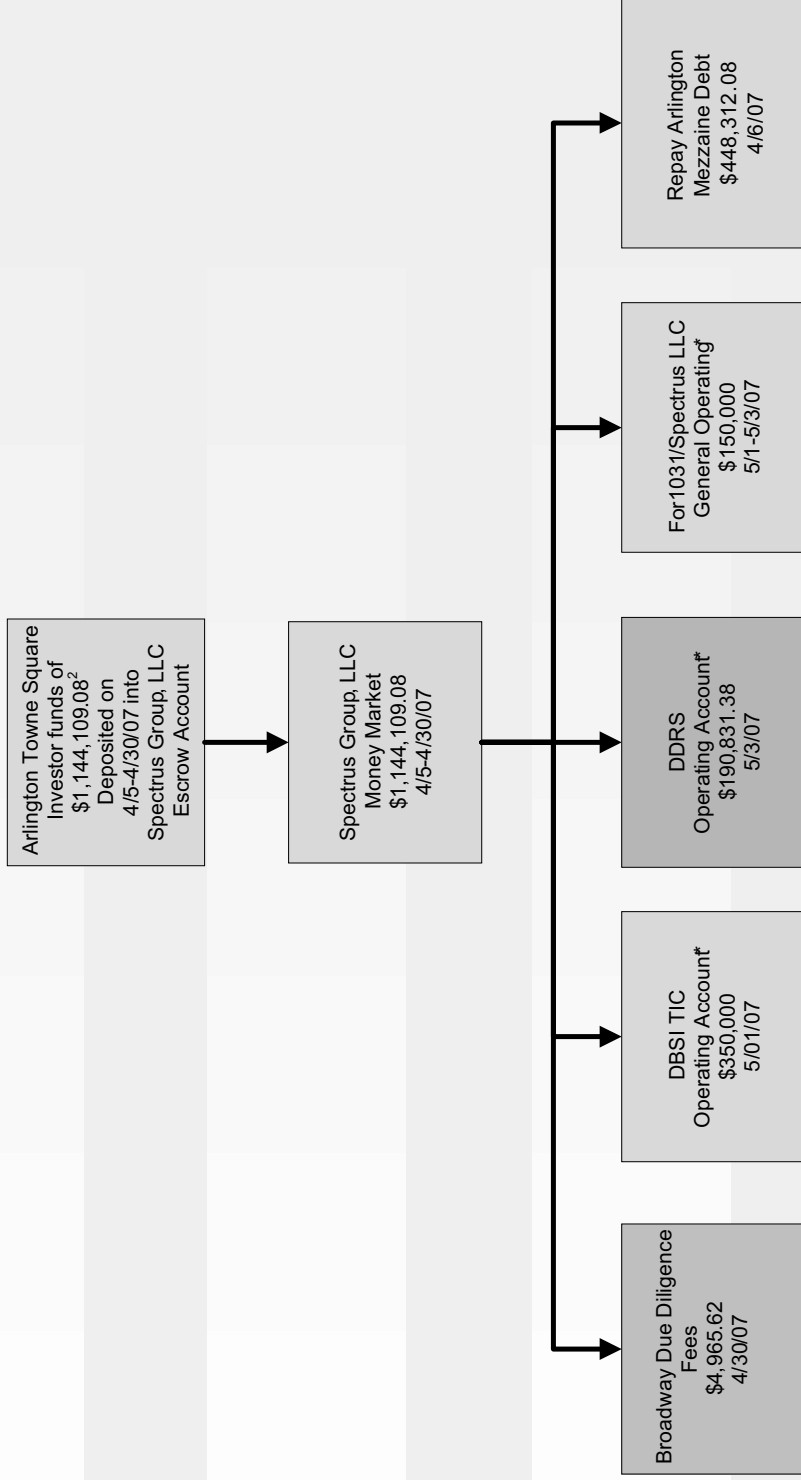 Arlington Towne Square
Investor funds of
$1,144,109.08²
Deposited on
4/5-4/30/07 into
Spectrus Group, LLC
Escrow Account
Spectrus Group, LLC
Money Market
$1,144,109.08
4/5-4/30/07
Broadway Due Diligence
Fees
$4,965.62
4/30/07
DBSI TIC
Operating Account*
$350,000
5/01/07
DDRS
Operating Account*
$190,831.38
5/3/07
For1031/Spectrus LLC
General Operating*
$150,000
5/1-5/3/07
Repay Arlington
Mezzaine Debt
$448,312.08
4/6/07